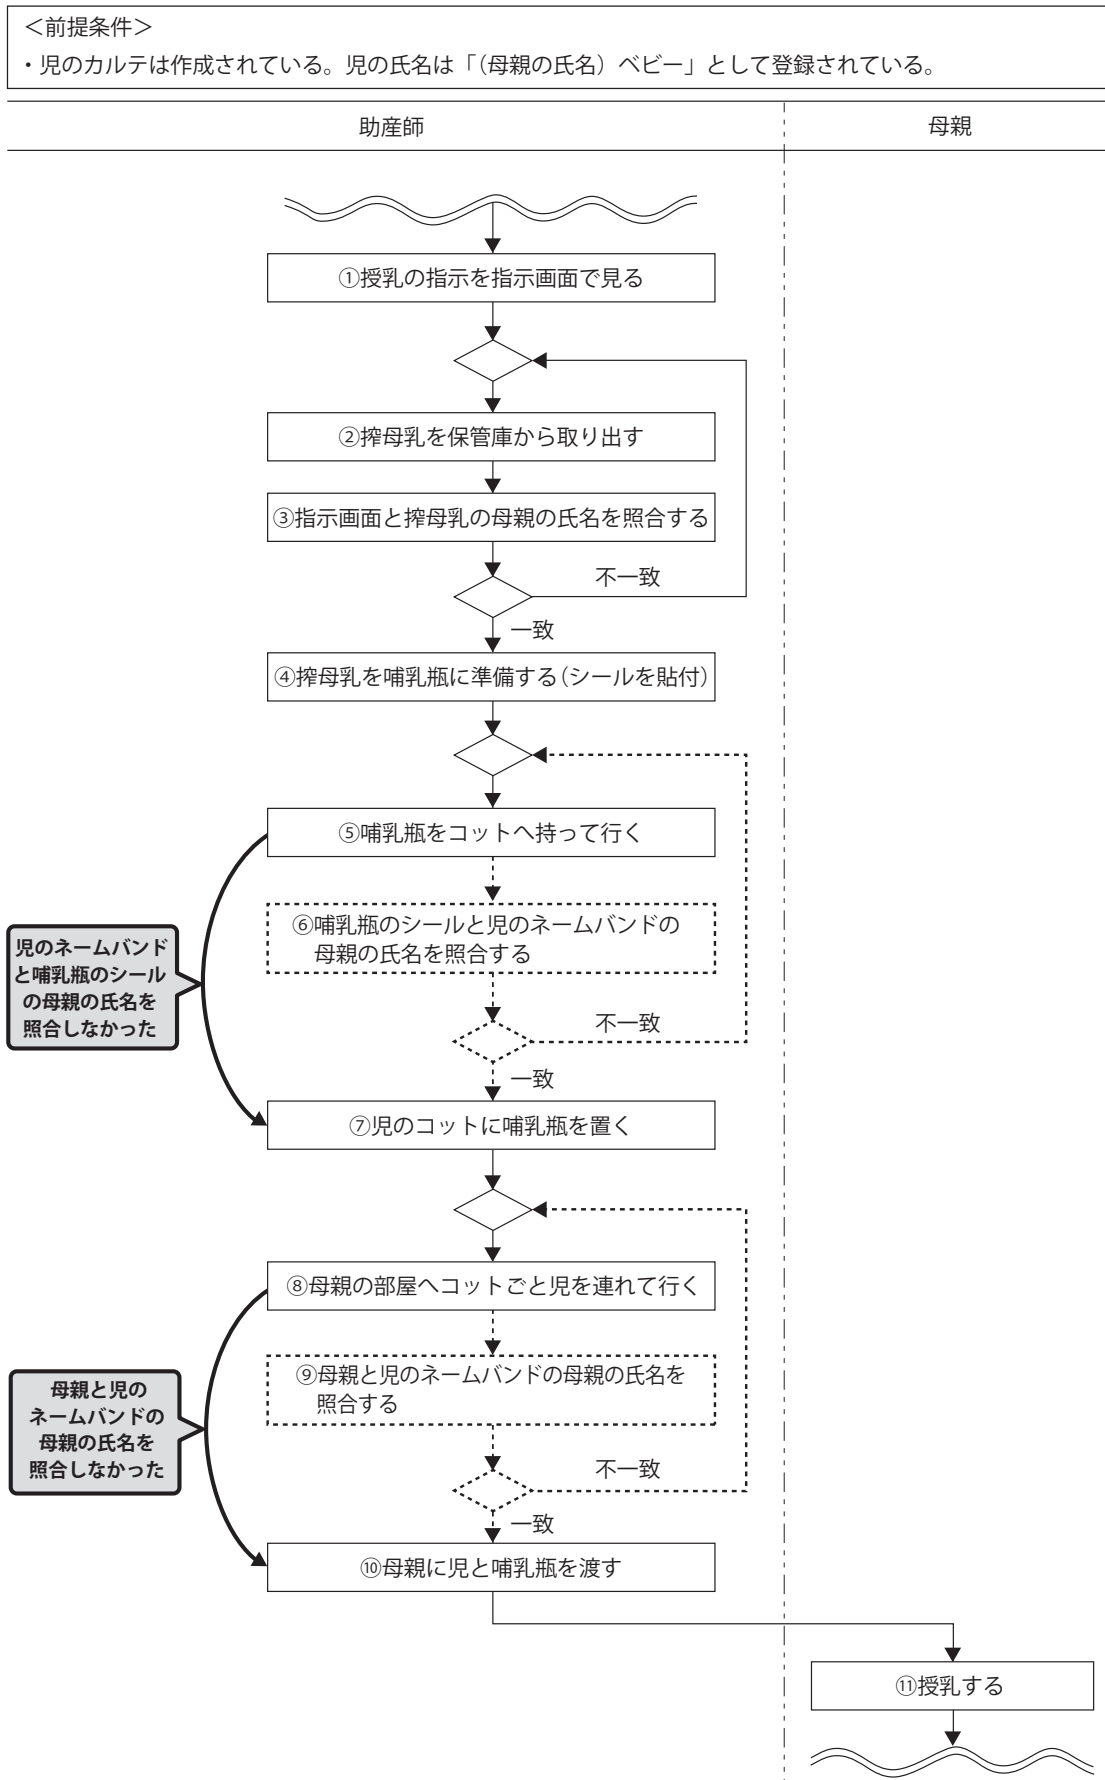 ＜前提条件＞
・児のカルテは作成されている。児の氏名は「（母親の氏名）ベビー」として登録されている。
助産師
母親
①授乳の指示を指示画面で見る
②搾母乳を保管庫から取り出す
③指示画面と搾母乳の母親の氏名を照合する
不一致
一致
④搾母乳を哺乳瓶に準備する（シールを貼付）
⑤哺乳瓶をコットへ持って行く
⑥哺乳瓶のシールと児のネームバンドの
母親の氏名を照合する
児のネームバンド
と哺乳瓶のシール
の母親の氏名を
照合しなかった
不一致
一致
⑦児のコットに哺乳瓶を置く
⑧母親の部屋へコットごと児を連れて行く
⑨母親と児のネームバンドの母親の氏名を
照合する
母親と児の
ネームバンドの
母親の氏名を
照合しなかった
不一致
一致
⑩母親に児と哺乳瓶を渡す
⑪授乳する